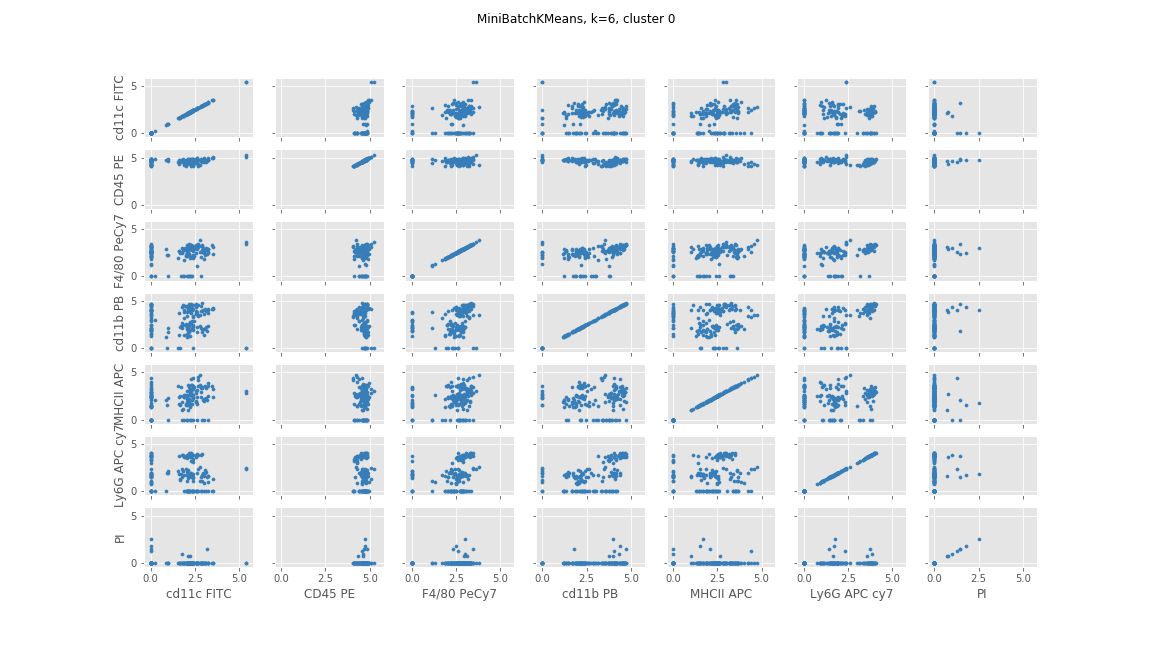 MiniBatchKMeans, k=6, cluster 0
cd11c FITC
5
0
CD45 PE
5
0
F4/80 PeCy7
5
0
cd11b PB
5
0
MHCII APC
5
0
Ly6G APC cy7
5
0
PI
5
0
0.0 2.5 5.0 0.0 2.5 5.0 0.0 2.5 5.0 0.0 2.5 5.0 0.0 2.5 5.0 0.0 2.5 5.0 0.0 2.5 5.0
cd11c FITC CD45 PE F4/80 PeCy7 cd11b PB MHCII APC Ly6G APC cy7 PI